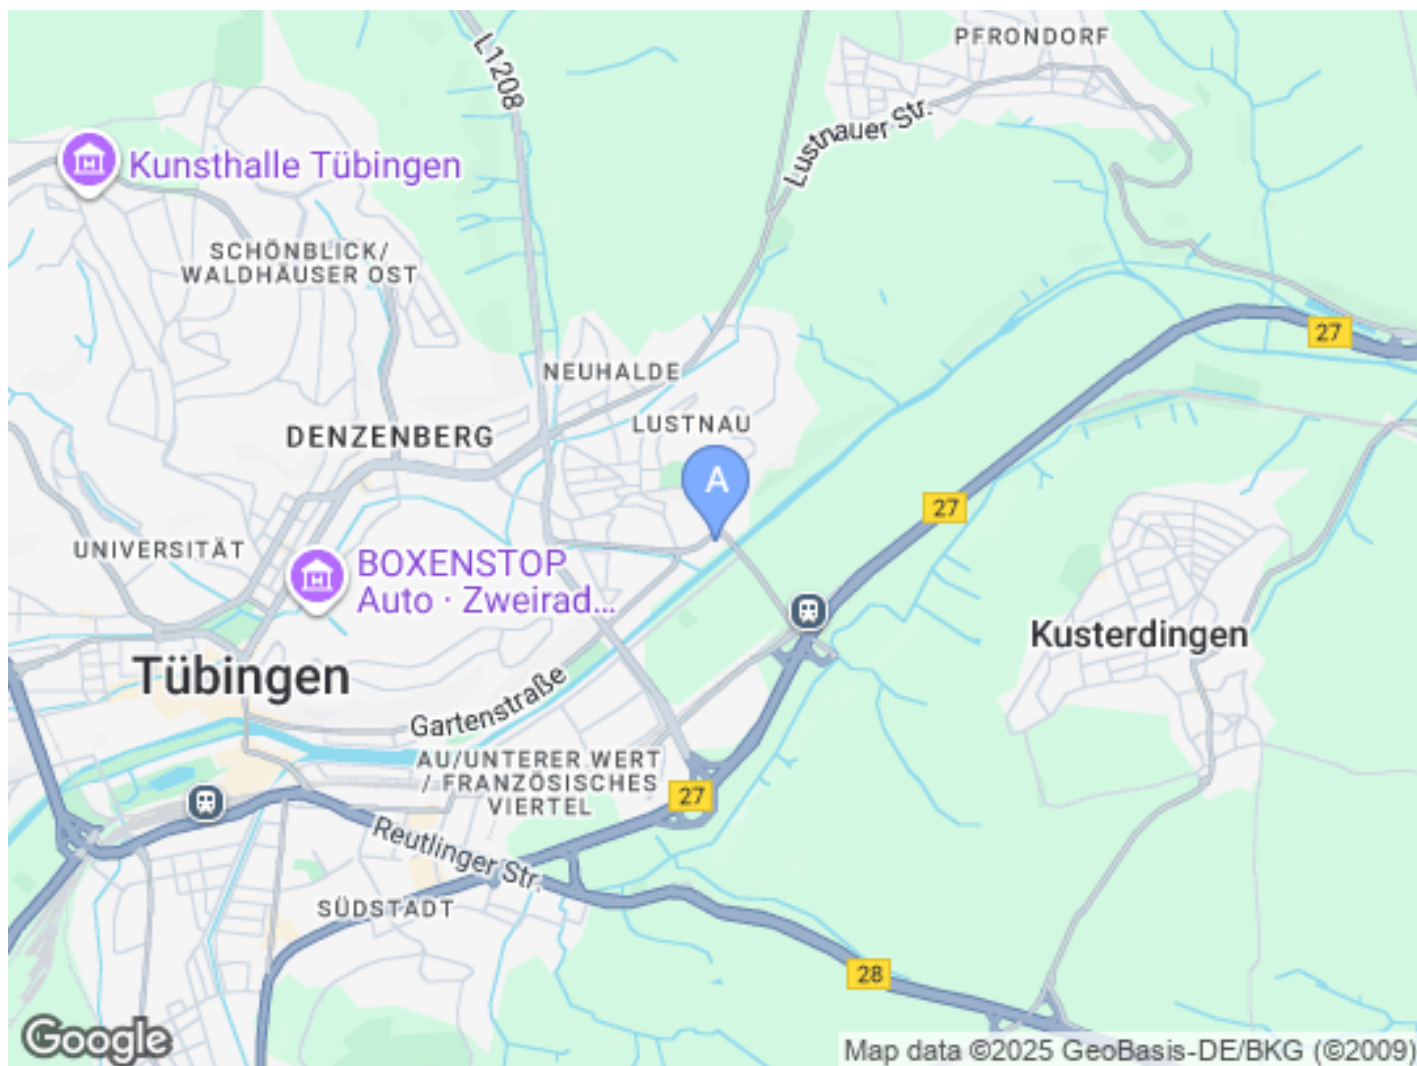 PFRONDORF
L1208
Lustnauer Str.
Kunsthalle Tübingen
SCHÖNBLICK/
WALDHÄUSER OST
27
NEUHALDE
LUSTNAU
DENZENBERG
A
27
UNIVERSITÄT
BOXENSTOP
Auto · Zweirad...
Kusterdingen
Tübingen
Gartenstraße
AU/UNTERER WERT
/ FRANZÖSISCHES
VIERTEL
27
Reutlinger Str.
SÜDSTADT
28
Google
Map data ©2025 GeoBasis-DE/BKG (©2009)